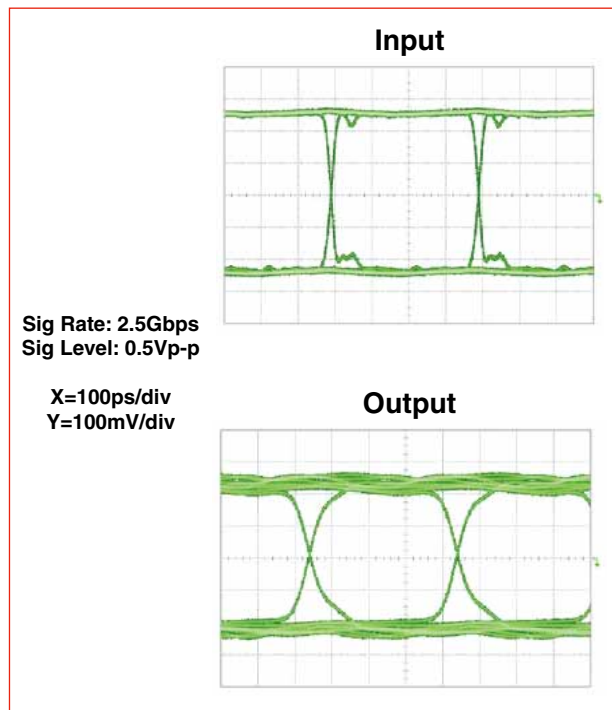 Input
Sig Rate: 2.5Gbps
Sig Level: 0.5Vp-p
X=100ps/div
Y=100mV/div
Output